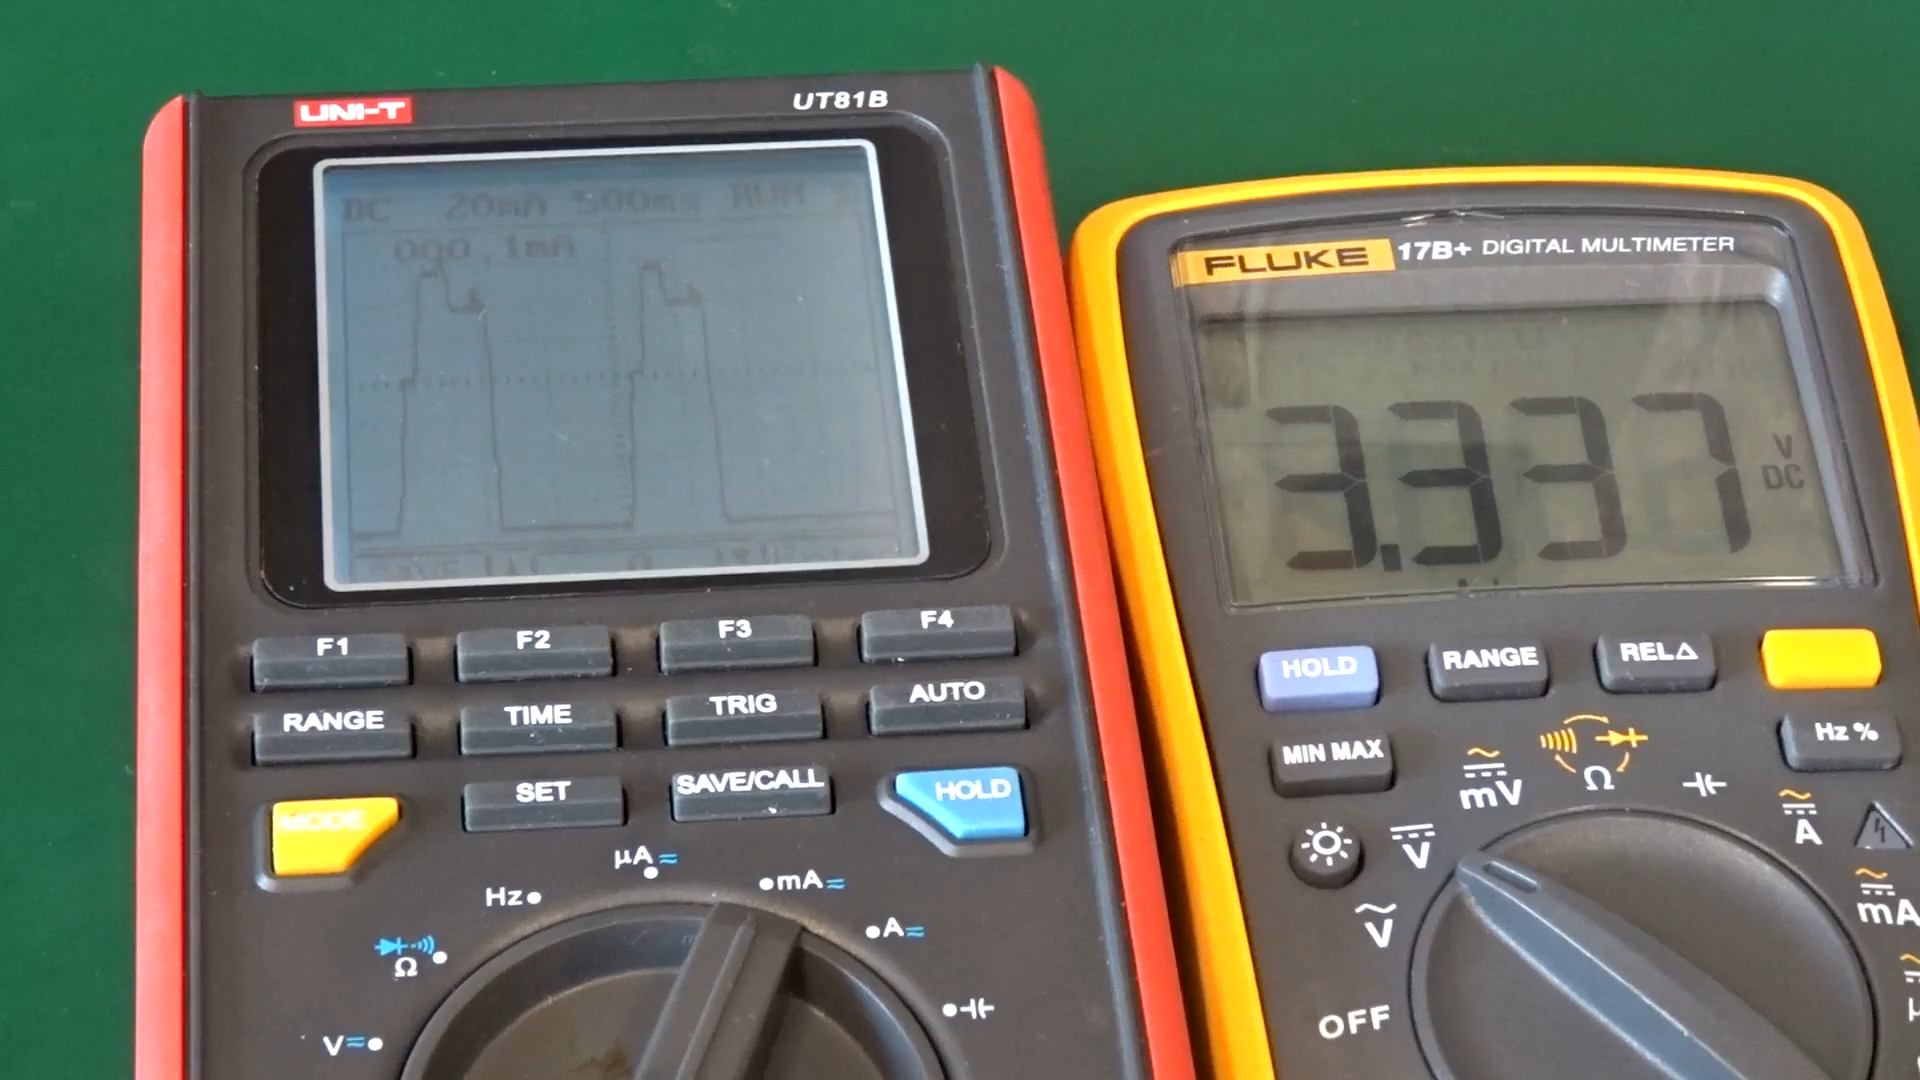 UNI-T UT81B
DC 20mA 500ms RUN
000.1mA
SAVE
F1 F2 F3 F4
RANGE TIME TRIG AUTO
MODE SET SAVE/CALL HOLD
V≂ Ω Hz µA≂ mA≂ A≂
FLUKE 17B+ DIGITAL MULTIMETER
3.337 V DC
HOLD RANGE REL△
MIN MAX Hz %
OFF V V mV Ω A mA